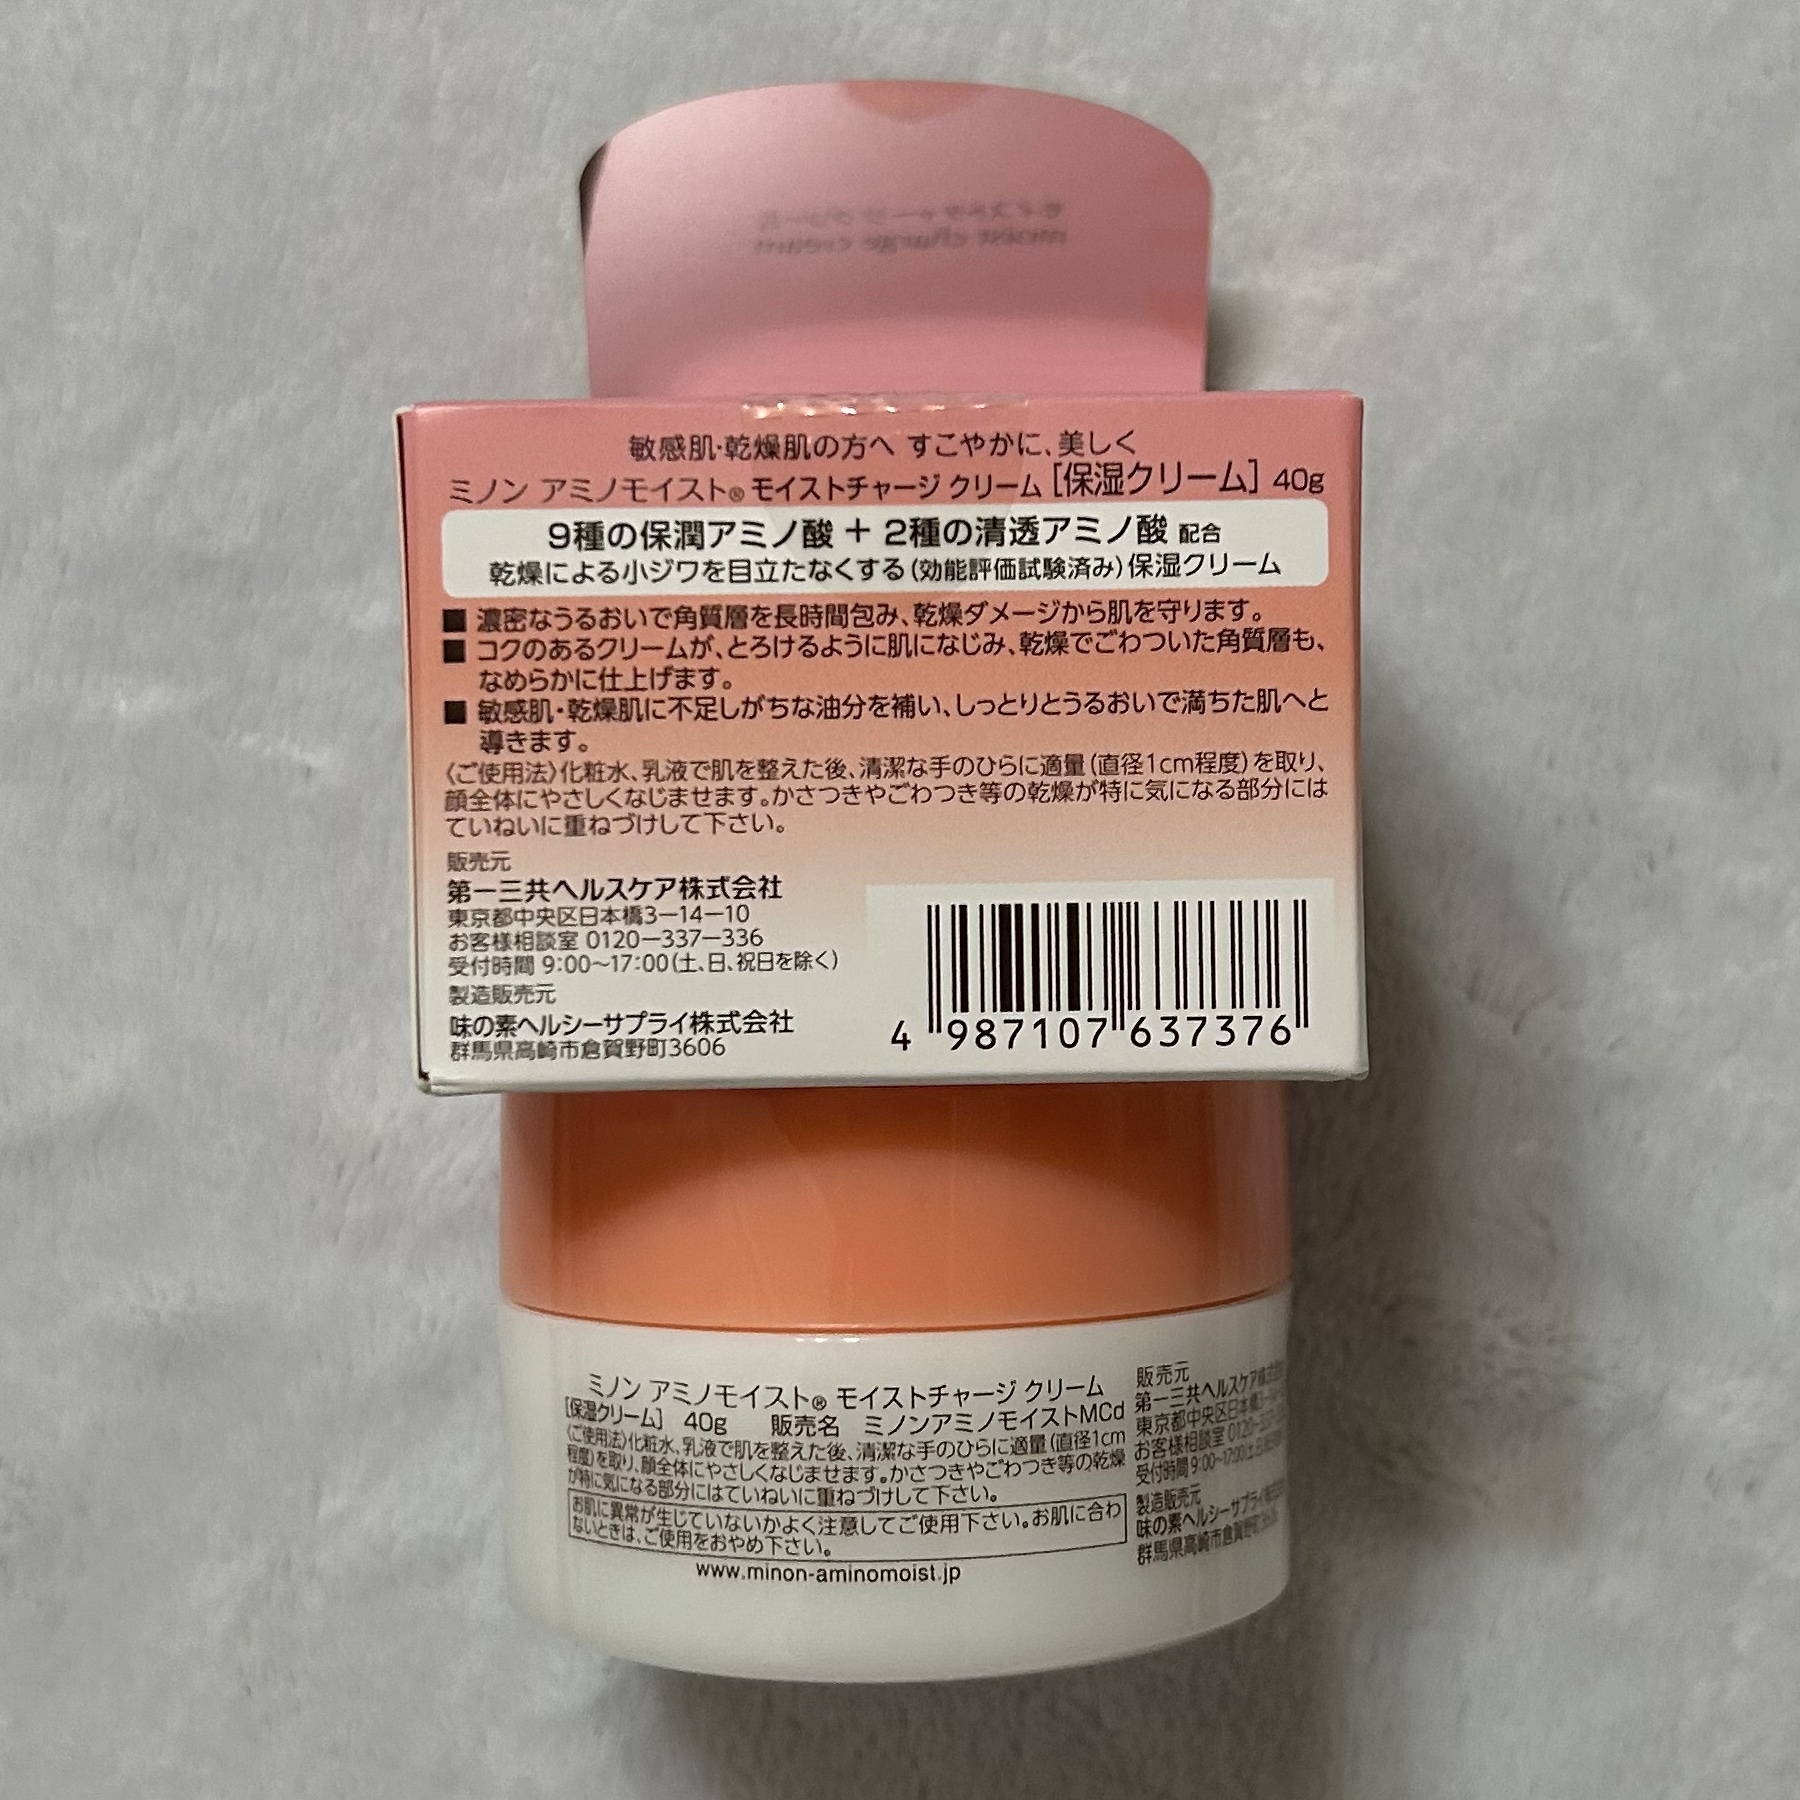 moist charge cream
敏感肌・乾燥肌の方へ すこやかに、美しく
ミノン アミノモイスト® モイストチャージ クリーム [保湿クリーム] 40g
9種の保潤アミノ酸 + 2種の清透アミノ酸 配合
乾燥による小ジワを目立たなくする(効能評価試験済み)保湿クリーム
■ 濃密なうるおいで角質層を長時間包み、乾燥ダメージから肌を守ります。
■ コクのあるクリームが、とろけるように肌になじみ、乾燥でごわついた角質層も、
なめらかに仕上げます。
■ 敏感肌・乾燥肌に不足しがちな油分を補い、しっとりとうるおいで満ちた肌へと
導きます。
〈ご使用法〉化粧水、乳液で肌を整えた後、清潔な手のひらに適量(直径1cm程度)を取り、
顔全体にやさしくなじませます。かさつきやごわつき等の乾燥が特に気になる部分には
ていねいに重ねづけして下さい。
販売元
第一三共ヘルスケア株式会社
東京都中央区日本橋3-14-10
お客様相談室 0120-337-336
受付時間 9:00~17:00(土、日、祝日を除く)
製造販売元
味の素ヘルシーサプライ株式会社
群馬県高崎市倉賀野町3606
4 987107 637376
ミノン アミノモイスト® モイストチャージ クリーム
[保湿クリーム] 40g 販売名 ミノンアミノモイストMCd
〈ご使用法〉化粧水、乳液で肌を整えた後、清潔な手のひらに適量(直径1cm
程度)を取り、顔全体にやさしくなじませます。かさつきやごわつき等の乾燥
が特に気になる部分にはていねいに重ねづけして下さい。
お肌に異常が生じていないかよく注意してご使用下さい。お肌に合わ
ないときは、ご使用をおやめ下さい。
www.minon-aminomoist.jp
販売元
第一三共ヘルスケア株式会社
東京都中央区日本橋3-14-
お客様相談室 0120-337-
受付時間 9:00~17:00(土、日、
製造販売元
味の素ヘルシーサプライ株式会社
群馬県高崎市倉賀野町